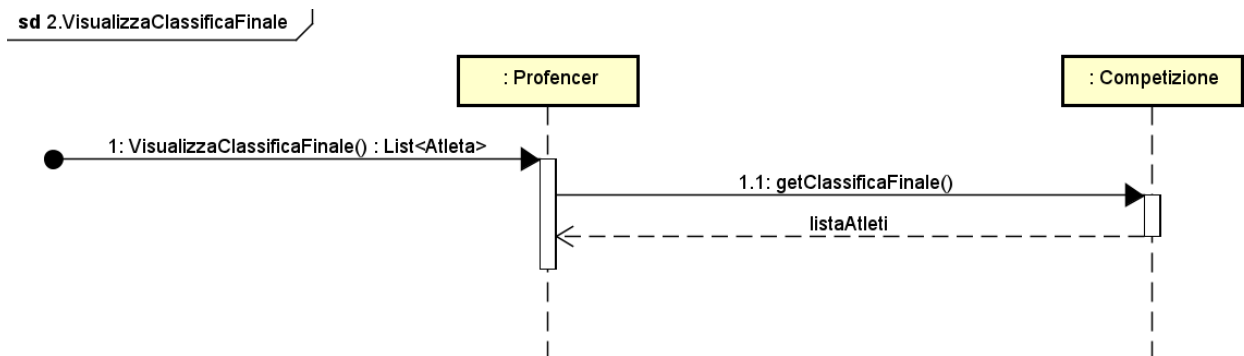 sd 2.VisualizzaClassificaFinale
: Profencer
: Competizione
1: VisualizzaClassificaFinale() : List<Atleta>
1.1: getClassificaFinale()
listaAtleti